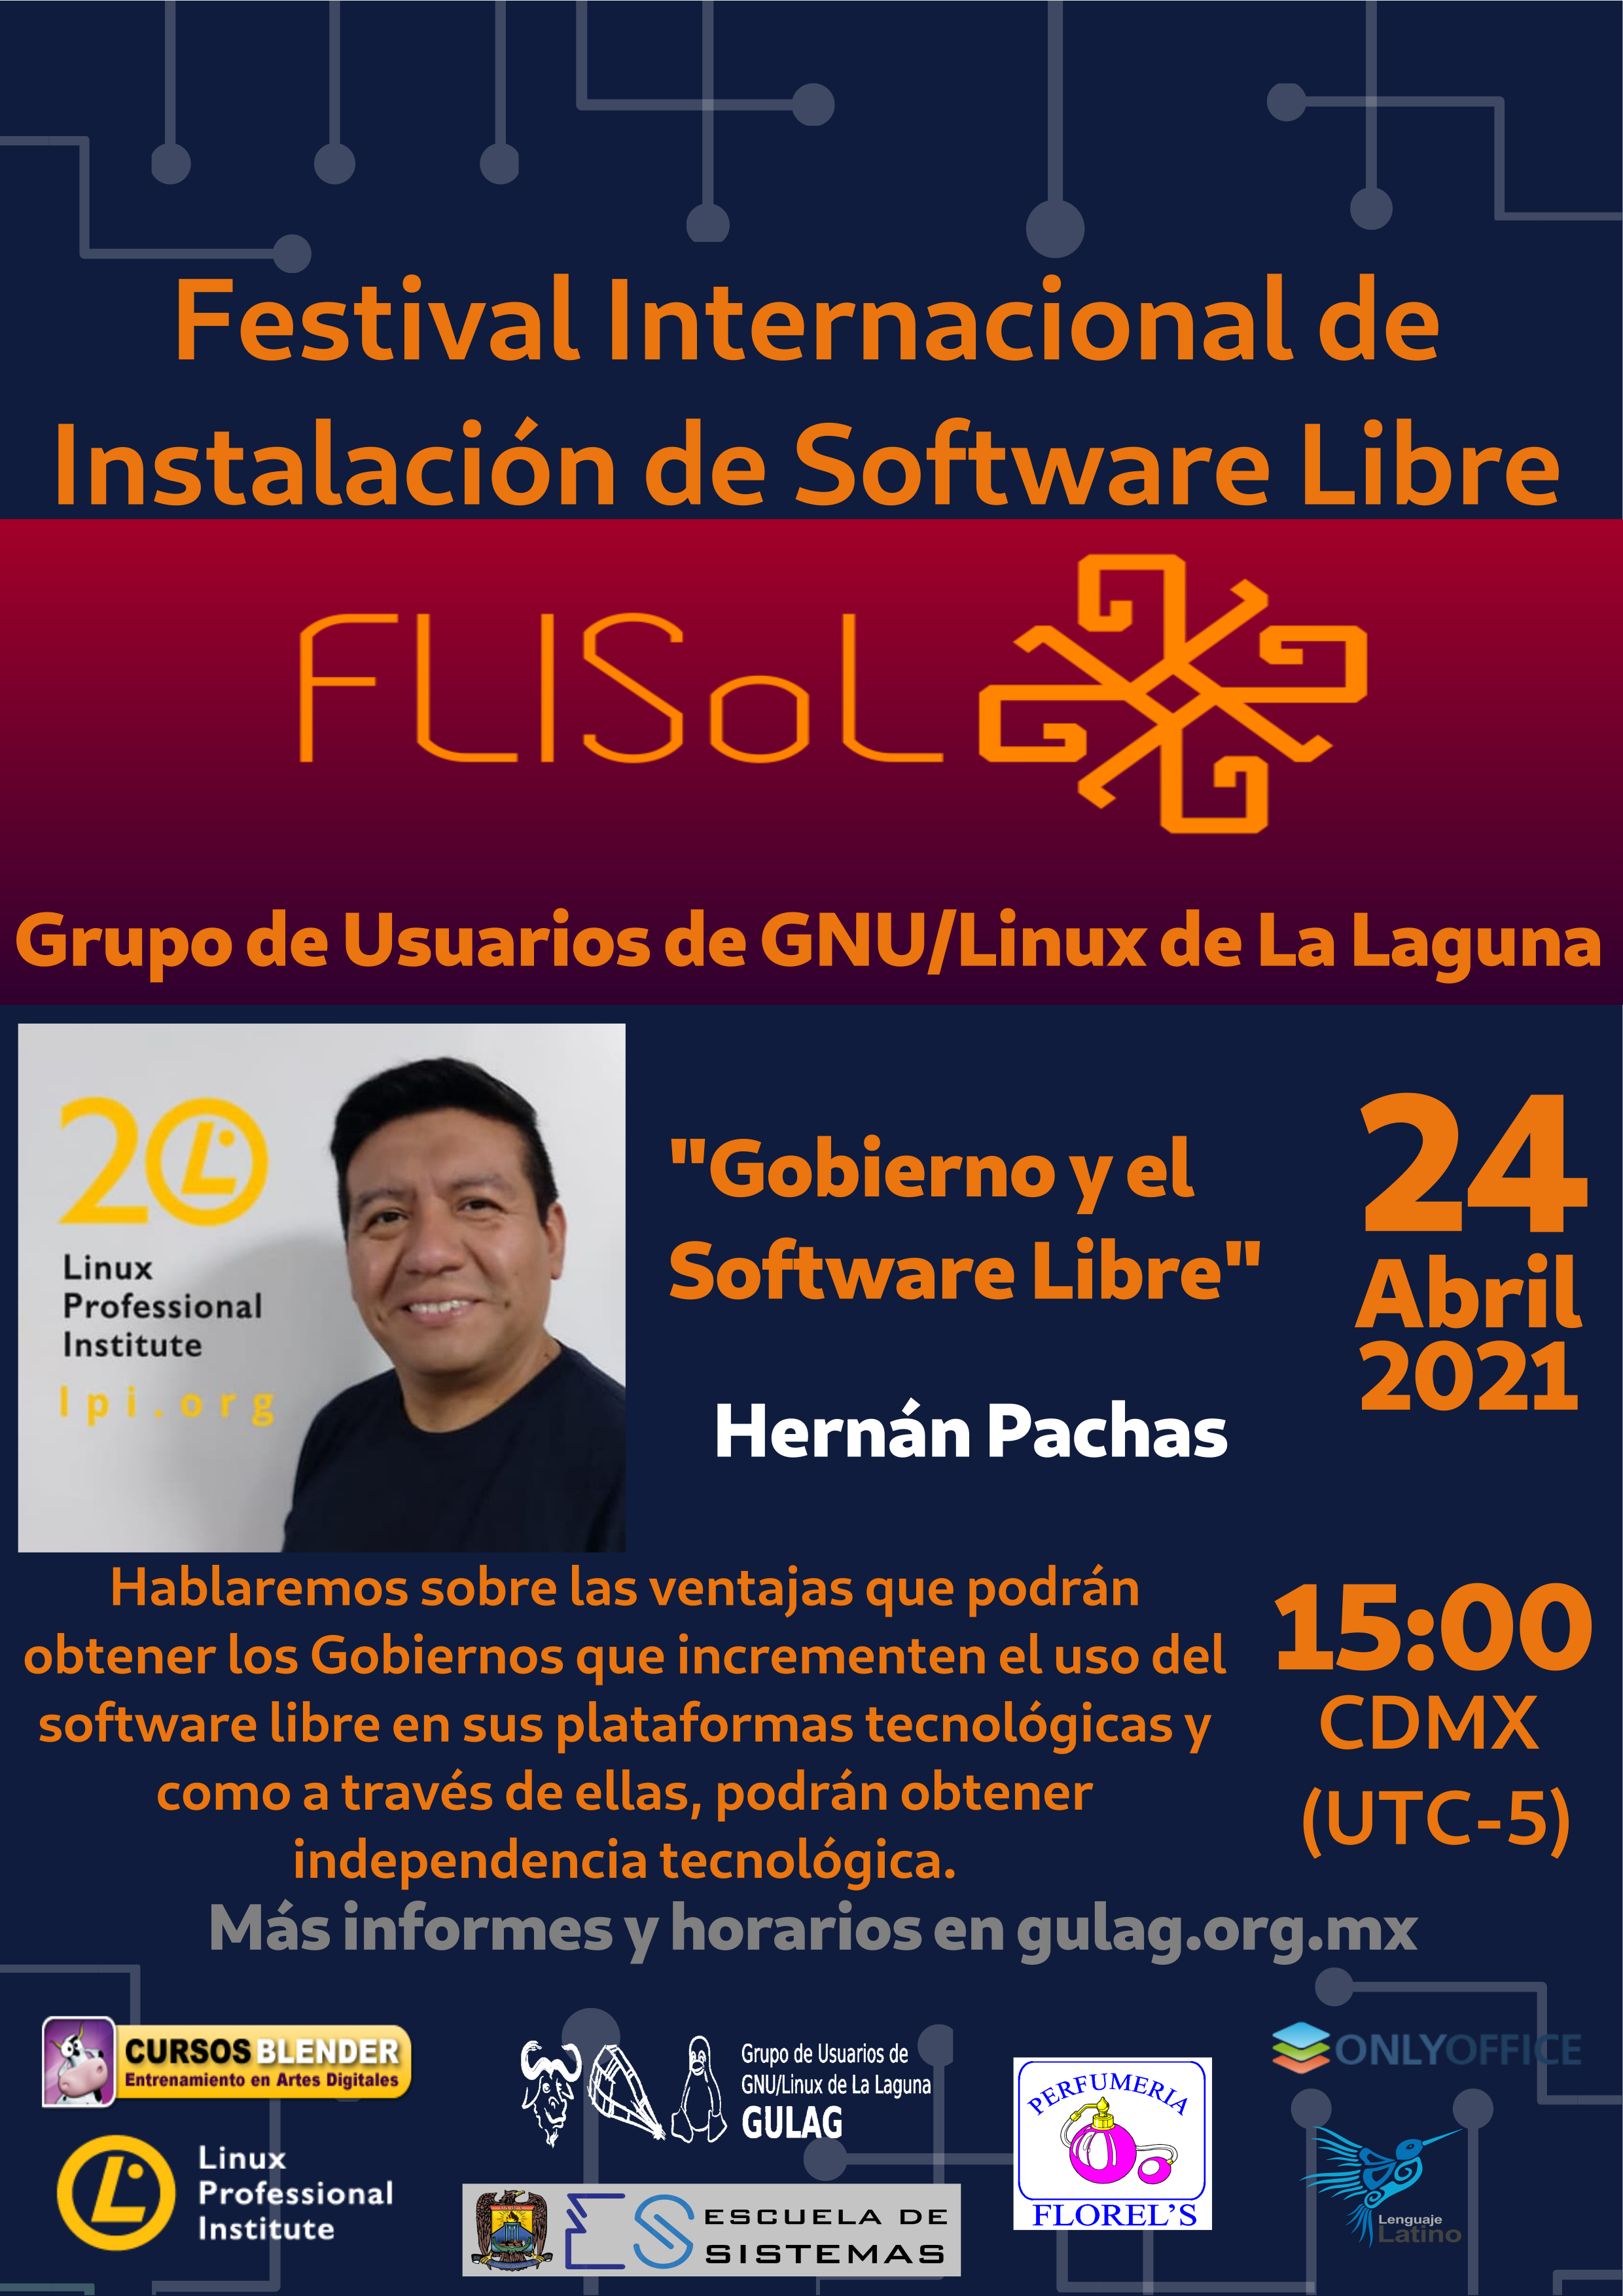 Festival Internacional de
Instalación de Software Libre
FLISoL
Grupo de Usuarios de GNU/Linux de La Laguna
20
Linux
Professional
Institute
lpi.org
"Gobierno y el
Software Libre"
Hernán Pachas
24
Abril
2021
Hablaremos sobre las ventajas que podrán
obtener los Gobiernos que incrementen el uso del
software libre en sus plataformas tecnológicas y
como a través de ellas, podrán obtener
independencia tecnológica.
15:00
CDMX
(UTC-5)
Más informes y horarios en gulag.org.mx
CURSOS BLENDER
Entrenamiento en Artes Digitales
Linux
Professional
Institute
Grupo de Usuarios de
GNU/Linux de La Laguna
GULAG
ES
ESCUELA DE
SISTEMAS
PERFUMERIA
FLOREL'S
ONLYOFFICE
Lenguaje
Latino